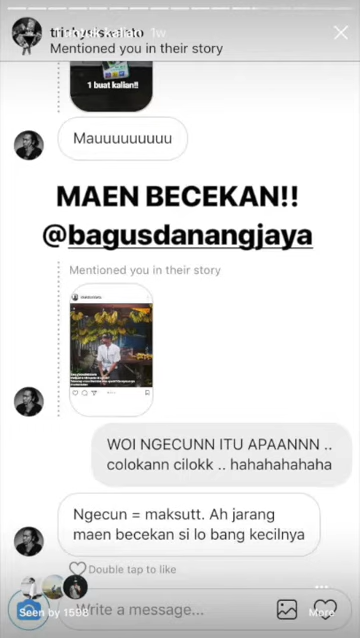 1w
Mentioned you in their story
1 buat kalian!!
Mauuuuuuuuu
MAEN BECEKAN!!
@bagusdanangjaya
Mentioned you in their story
WOI NGECUNN ITU APAANNN ..
colokann cilokk .. hahahahahaha
Ngecun = maksutt. Ah jarang
maen becekan si lo bang kecilnya
Double tap to like
Seen by 1598
Write a message...
More